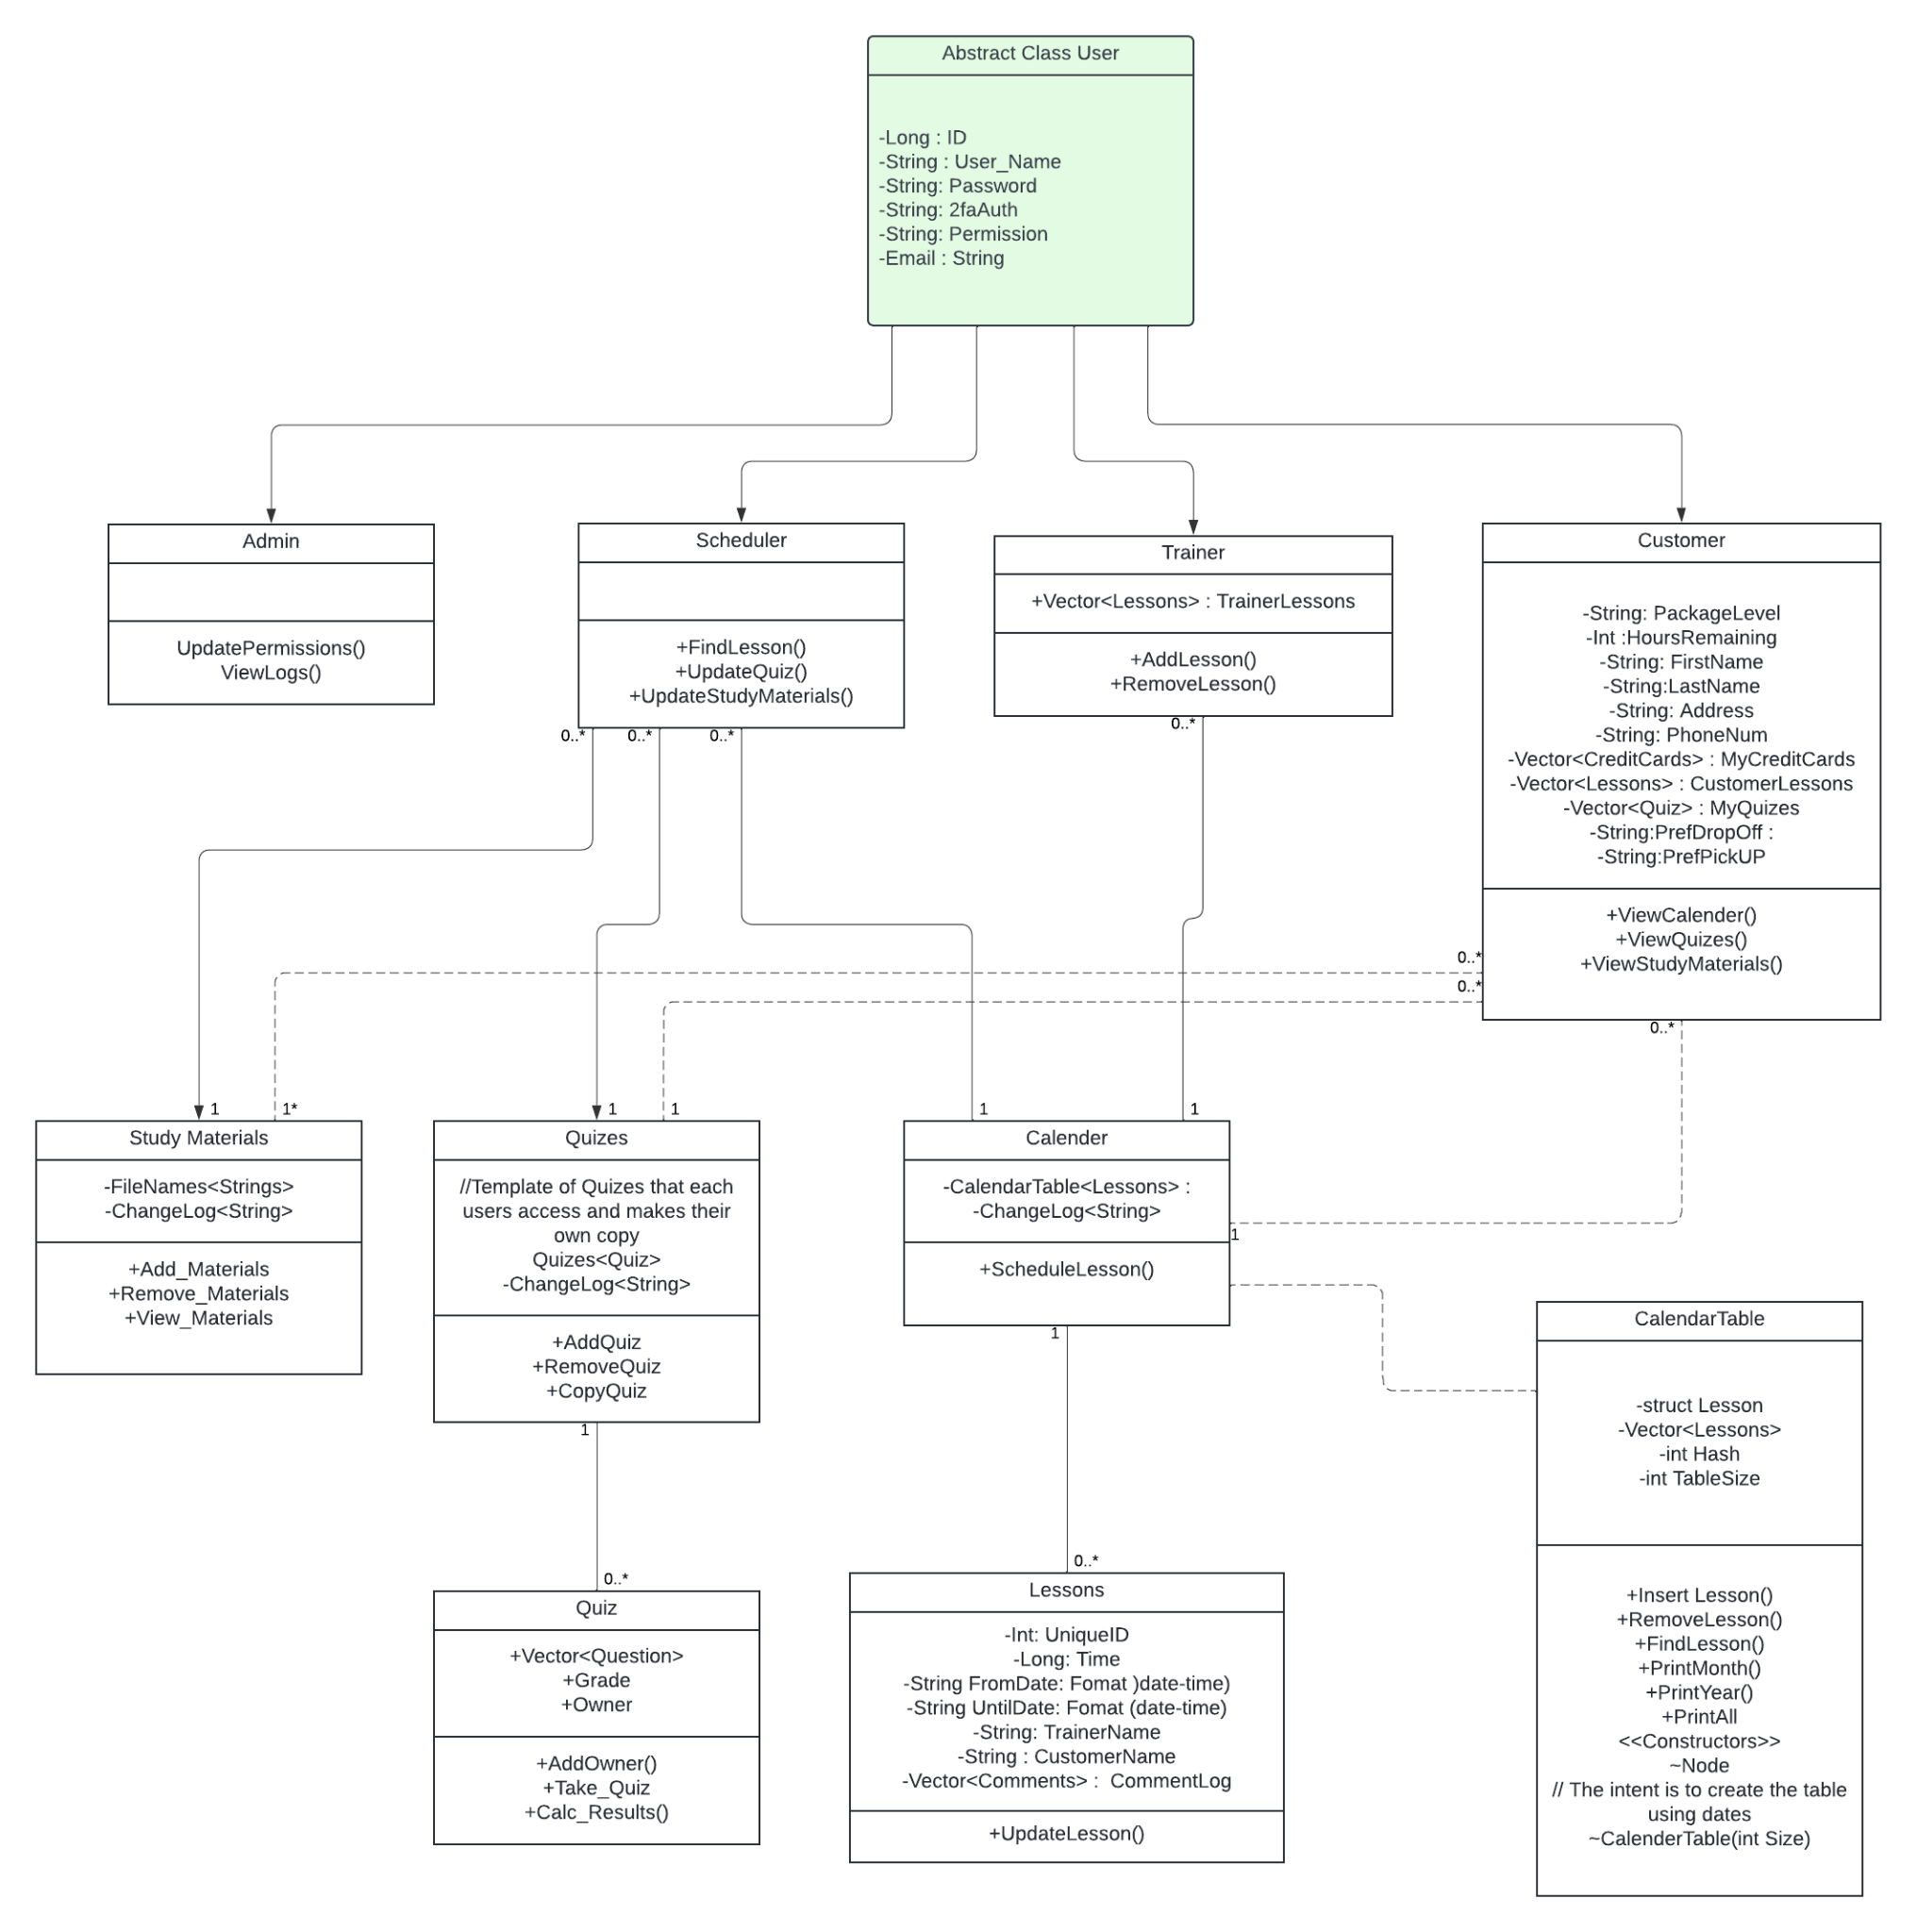 Abstract Class User
-Long : ID
-String : User_Name
-String: Password
-String: 2faAuth
-String: Permission
-Email : String
Admin
UpdatePermissions()
ViewLogs()
Scheduler
+FindLesson()
+UpdateQuiz()
+UpdateStudyMaterials()
0..*
0..*
0..*
Trainer
+Vector<Lessons> : TrainerLessons
+AddLesson()
+RemoveLesson()
0..*
Customer
-String: PackageLevel
-Int :HoursRemaining
-String: FirstName
-String:LastName
-String: Address
-String: PhoneNum
-Vector<CreditCards> : MyCreditCards
-Vector<Lessons> : CustomerLessons
-Vector<Quiz> : MyQuizes
-String:PrefDropOff :
-String:PrefPickUP
+ViewCalender()
+ViewQuizes()
+ViewStudyMaterials()
0..*
0..*
0..*
1
1*
Study Materials
-FileNames<Strings>
-ChangeLog<String>
+Add_Materials
+Remove_Materials
+View_Materials
1
1
Quizes
//Template of Quizes that each
users access and makes their
own copy
Quizes<Quiz>
-ChangeLog<String>
+AddQuiz
+RemoveQuiz
+CopyQuiz
1
1
1
Calender
-CalendarTable<Lessons> :
-ChangeLog<String>
+ScheduleLesson()
1
1
CalendarTable
-struct Lesson
-Vector<Lessons>
-int Hash
-int TableSize
+Insert Lesson()
+RemoveLesson()
+FindLesson()
+PrintMonth()
+PrintYear()
+PrintAll
<<Constructors>>
~Node
// The intent is to create the table
using dates
~CalenderTable(int Size)
0..*
Quiz
+Vector<Question>
+Grade
+Owner
+AddOwner()
+Take_Quiz
+Calc_Results()
0..*
Lessons
-Int: UniqueID
-Long: Time
-String FromDate: Fomat )date-time)
-String UntilDate: Fomat (date-time)
-String: TrainerName
-String : CustomerName
-Vector<Comments> :  CommentLog
+UpdateLesson()